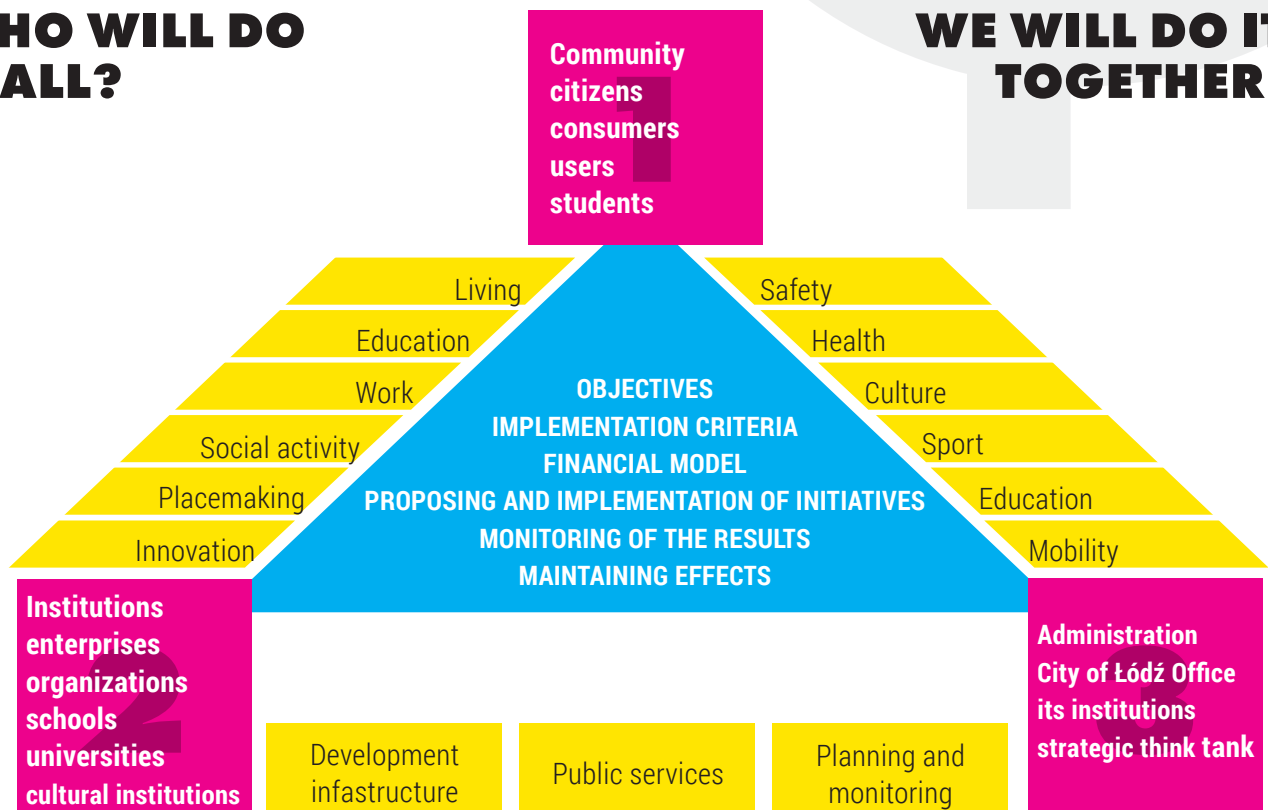 HO WILL DO
ALL?
WE WILL DO IT
TOGETHER
1
Community
citizens
consumers
users
students
Living
Education
Work
Social activity
Placemaking
Innovation
Safety
Health
Culture
Sport
Education
Mobility
OBJECTIVES
IMPLEMENTATION CRITERIA
FINANCIAL MODEL
PROPOSING AND IMPLEMENTATION OF INITIATIVES
MONITORING OF THE RESULTS
MAINTAINING EFFECTS
2
Institutions
enterprises
organizations
schools
universities
cultural institutions
3
Administration
City of Łódź Office
its institutions
strategic think tank
Development
infastructure
Public services
Planning and
monitoring